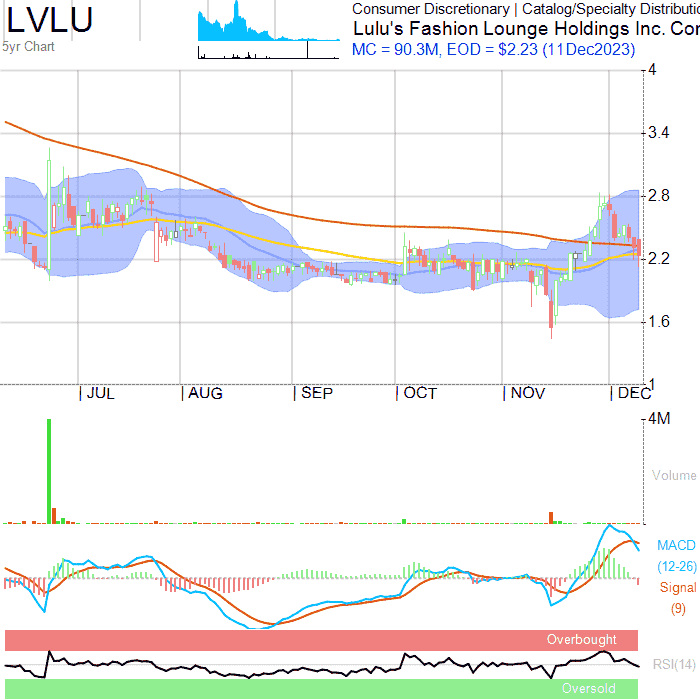 LVLU
5yr Chart
Consumer Discretionary | Catalog/Specialty Distributio
Lulu's Fashion Lounge Holdings Inc. Cor
MC = 90.3M, EOD = $2.23 (11Dec2023)
4
3.4
2.8
2.2
1.6
1
JUL AUG SEP OCT NOV DEC
4M
Volume
MACD
(12-26)
Signal
(9)
Overbought
RSI(14)
Oversold